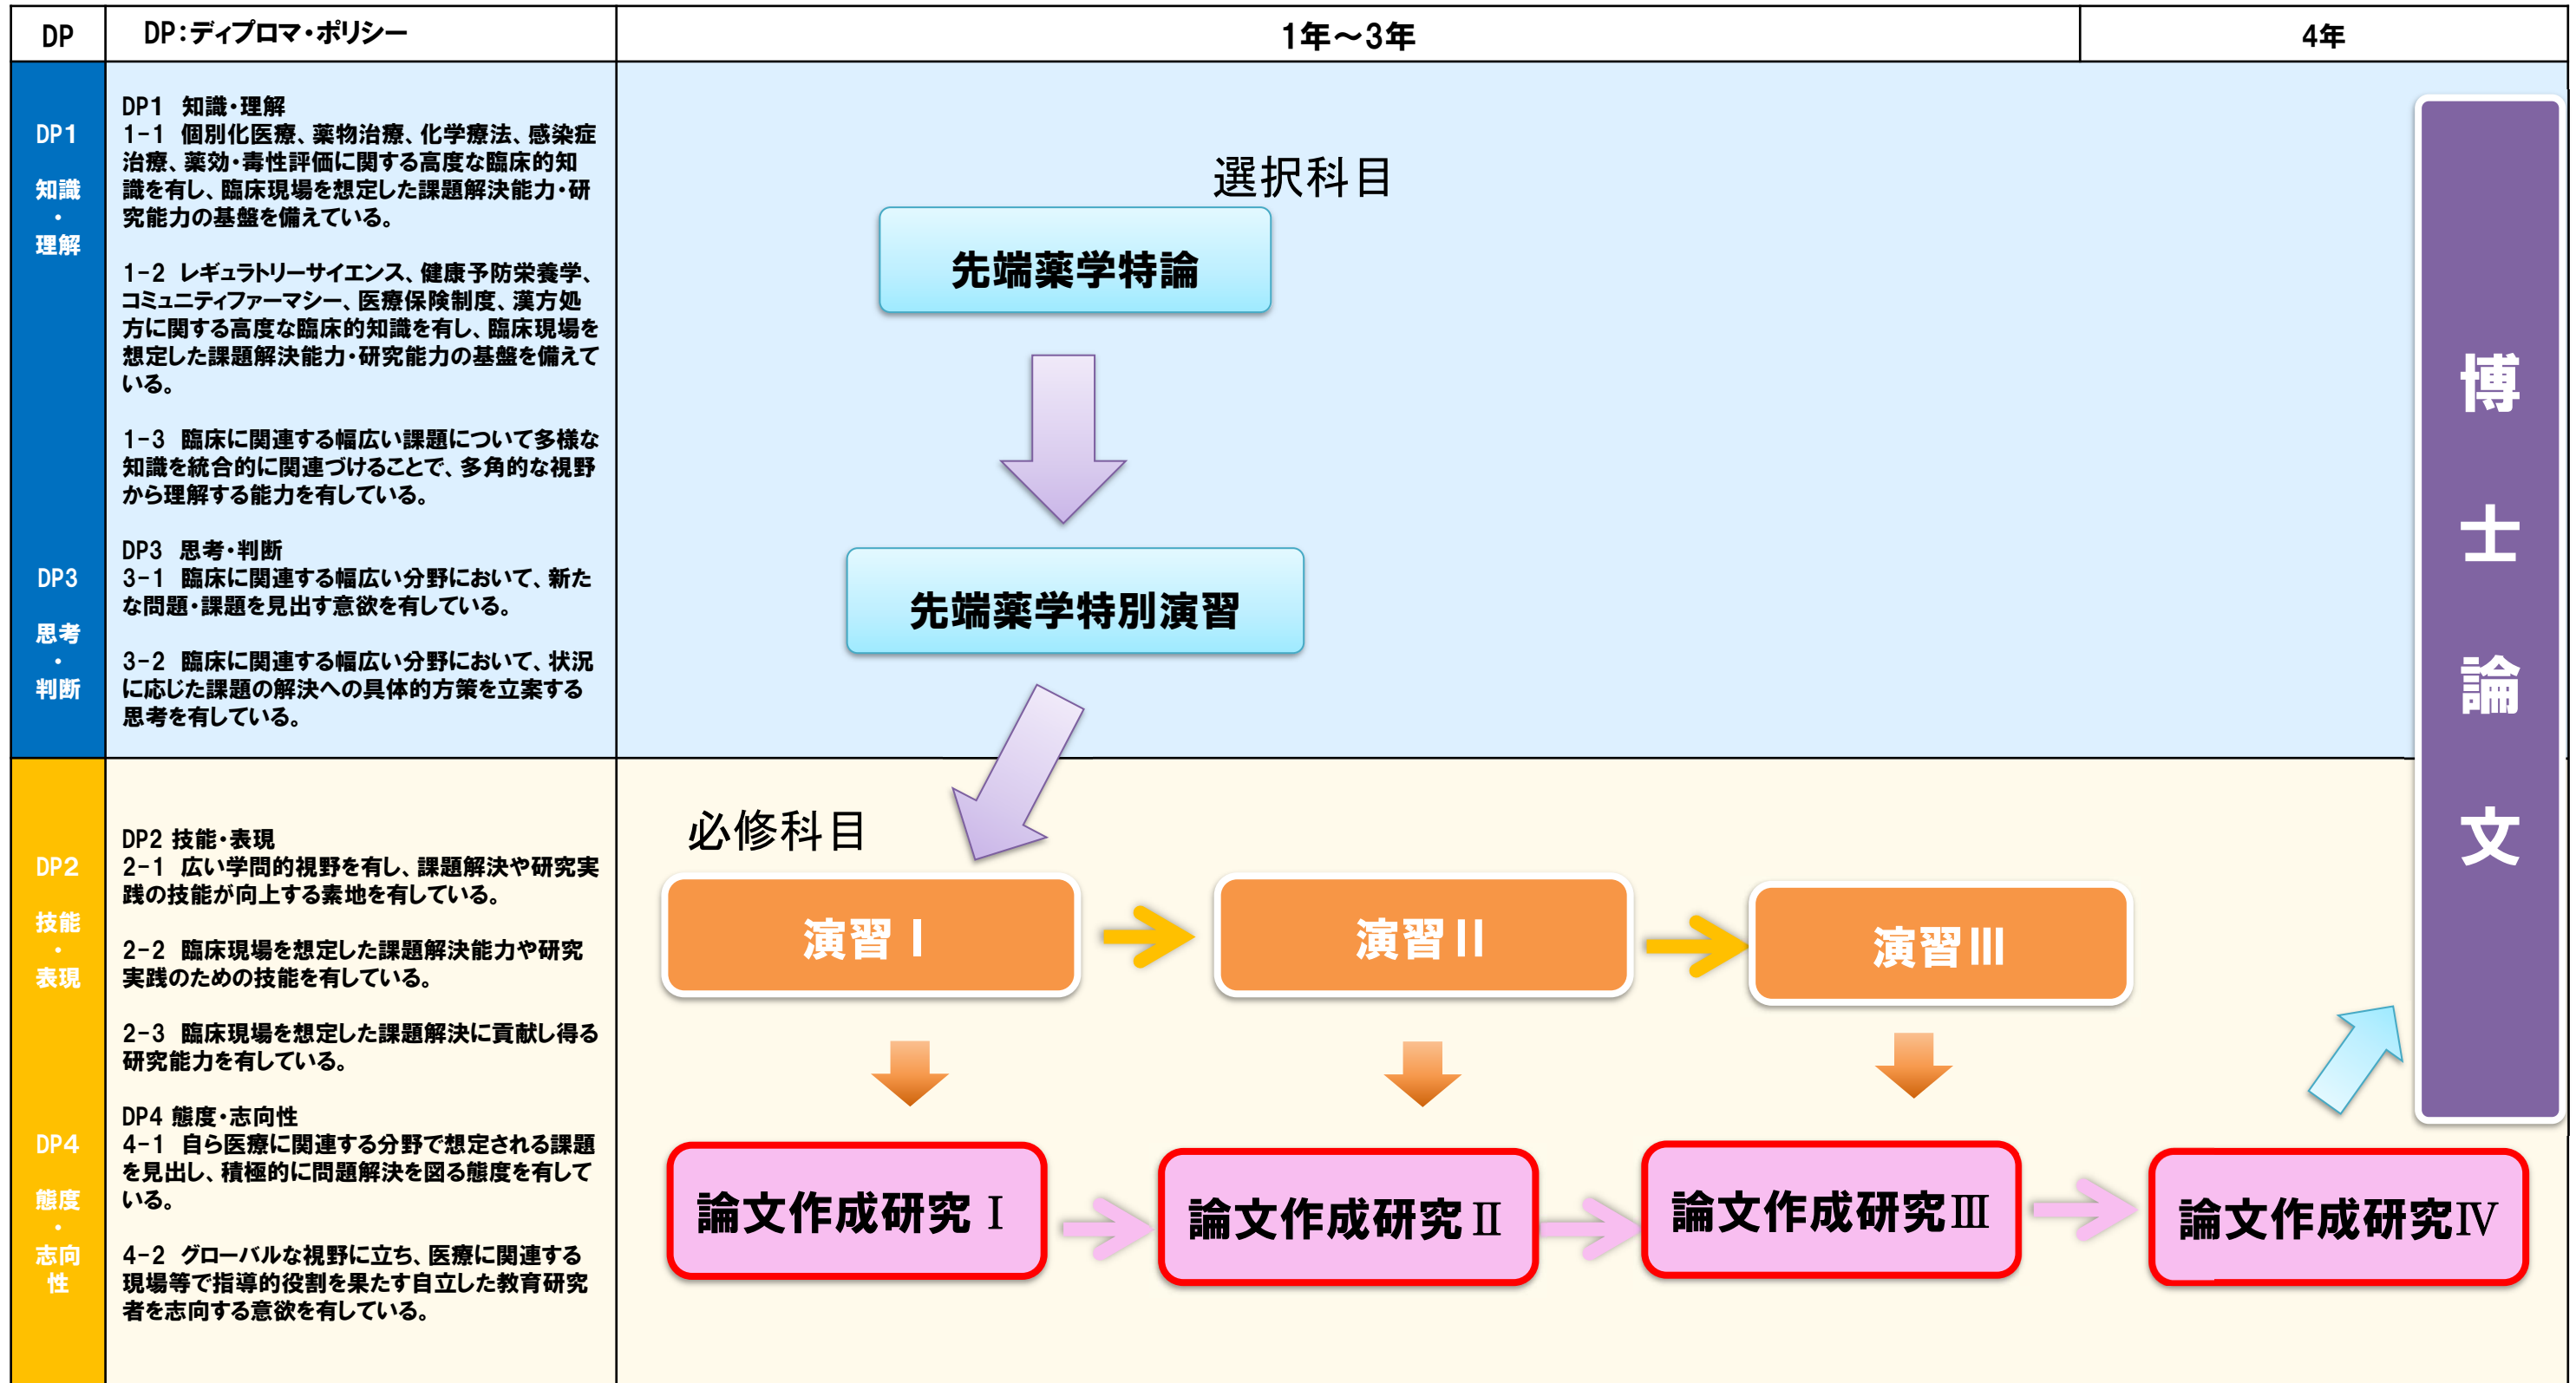 DP
DP：ディプロマ・ポリシー
1年～3年
4年
DP1
知識
・
理解
DP3
思考
・
判断
DP1　知識・理解
1-1　個別化医療、薬物治療、化学療法、感染症
治療、薬効・毒性評価に関する高度な臨床的知
識を有し、臨床現場を想定した課題解決能力・研
究能力の基盤を備えている。
1-2　レギュラトリーサイエンス、健康予防栄養学、
コミュニティファーマシー、医療保険制度、漢方処
方に関する高度な臨床的知識を有し、臨床現場を
想定した課題解決能力・研究能力の基盤を備えて
いる。
1-3　臨床に関連する幅広い課題について多様な
知識を統合的に関連づけることで、多角的な視野
から理解する能力を有している。
DP3　思考・判断
3-1　臨床に関連する幅広い分野において、新た
な問題・課題を見出す意欲を有している。
3-2　臨床に関連する幅広い分野において、状況
に応じた課題の解決への具体的方策を立案する
思考を有している。
選択科目
先端薬学特論
先端薬学特別演習
博士論文
DP2
技能
・
表現
DP4
態度
・
志向
性
DP2 技能・表現
2-1　広い学問的視野を有し、課題解決や研究実
践の技能が向上する素地を有している。
2-2　臨床現場を想定した課題解決能力や研究
実践のための技能を有している。
2-3　臨床現場を想定した課題解決に貢献し得る
研究能力を有している。
DP4 態度・志向性
4-1　自ら医療に関連する分野で想定される課題
を見出し、積極的に問題解決を図る態度を有して
いる。
4-2　グローバルな視野に立ち、医療に関連する
現場等で指導的役割を果たす自立した教育研究
者を志向する意欲を有している。
必修科目
演習Ⅰ
演習Ⅱ
演習Ⅲ
論文作成研究Ⅰ
論文作成研究Ⅱ
論文作成研究Ⅲ
論文作成研究Ⅳ